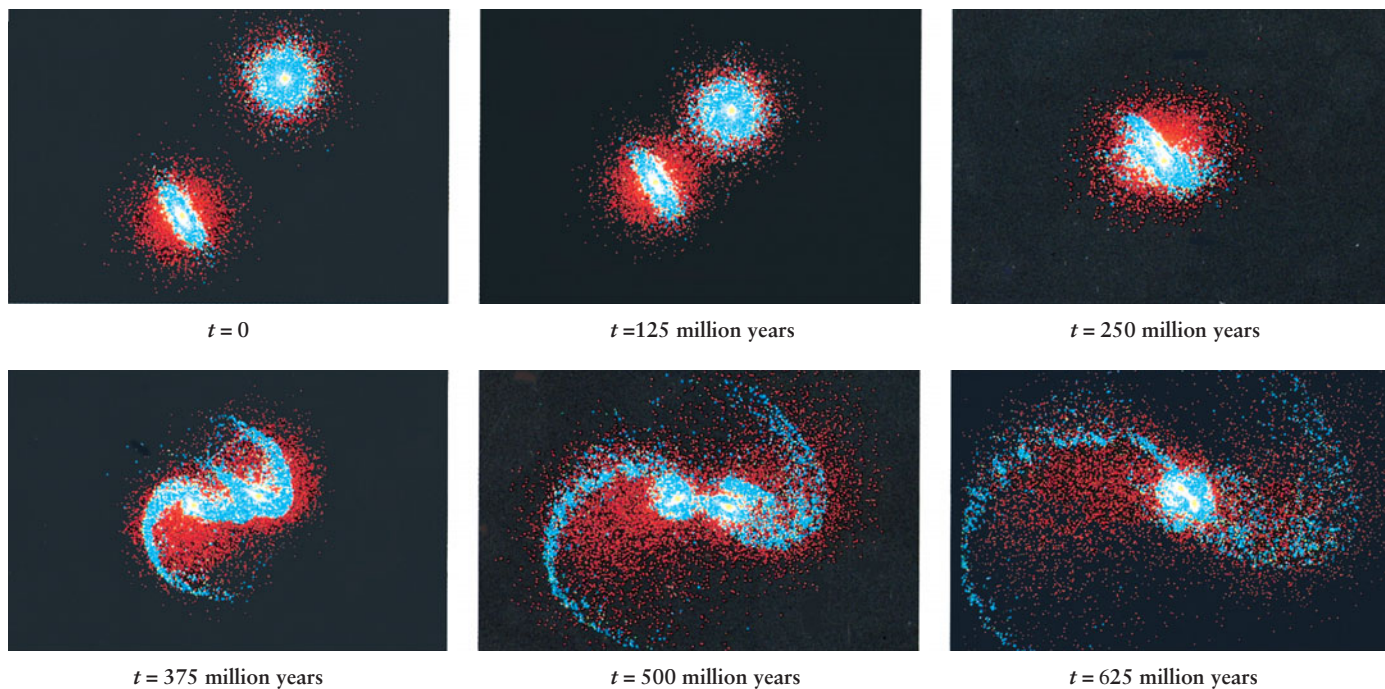 t = 0
t =125 million years
t = 250 million years
t = 375 million years
t = 500 million years
t = 625 million years